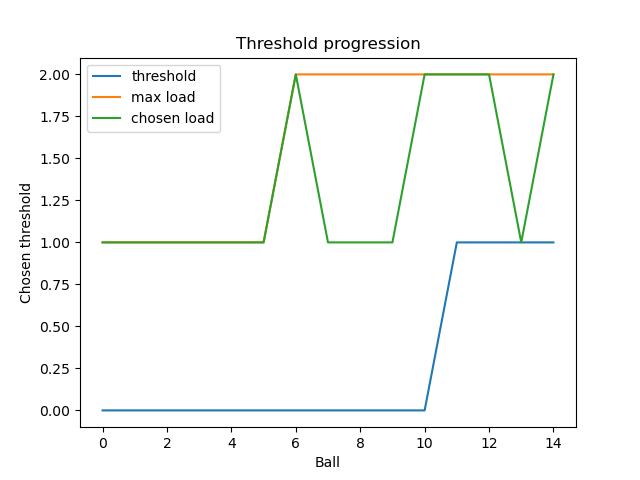 Threshold progression
threshold
max load
chosen load
2.00
1.75
1.50
1.25
1.00
0.75
0.50
0.25
0.00
Chosen threshold
0 2 4 6 8 10 12 14
Ball